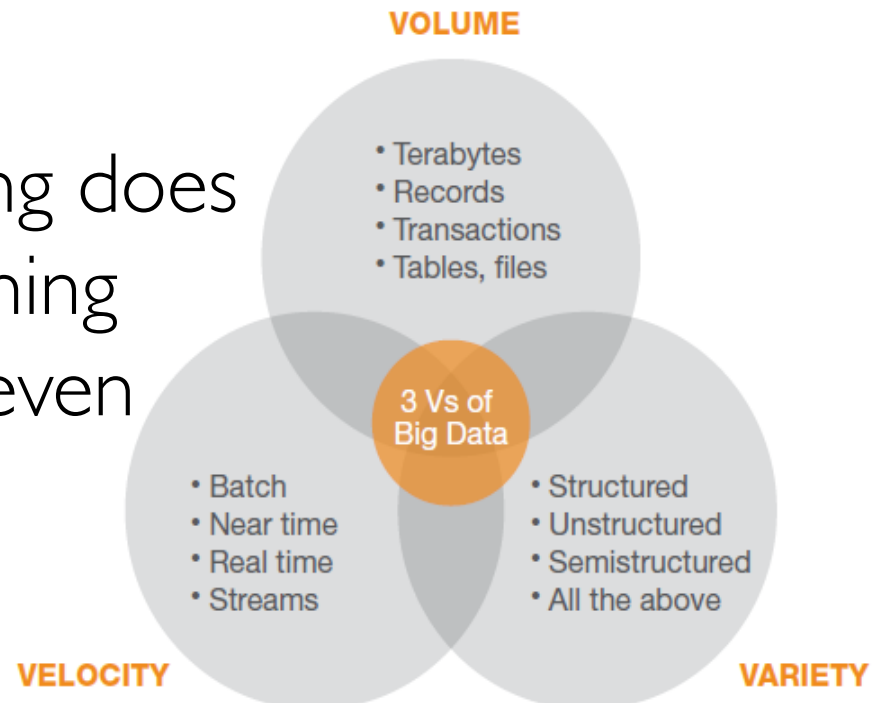 VOLUME
ng does
ning
even
• Terabytes
• Records
• Transactions
• Tables, files
3 Vs of
Big Data
• Batch
• Near time
• Real time
• Streams
• Structured
• Unstructured
• Semistructured
• All the above
VELOCITY
VARIETY